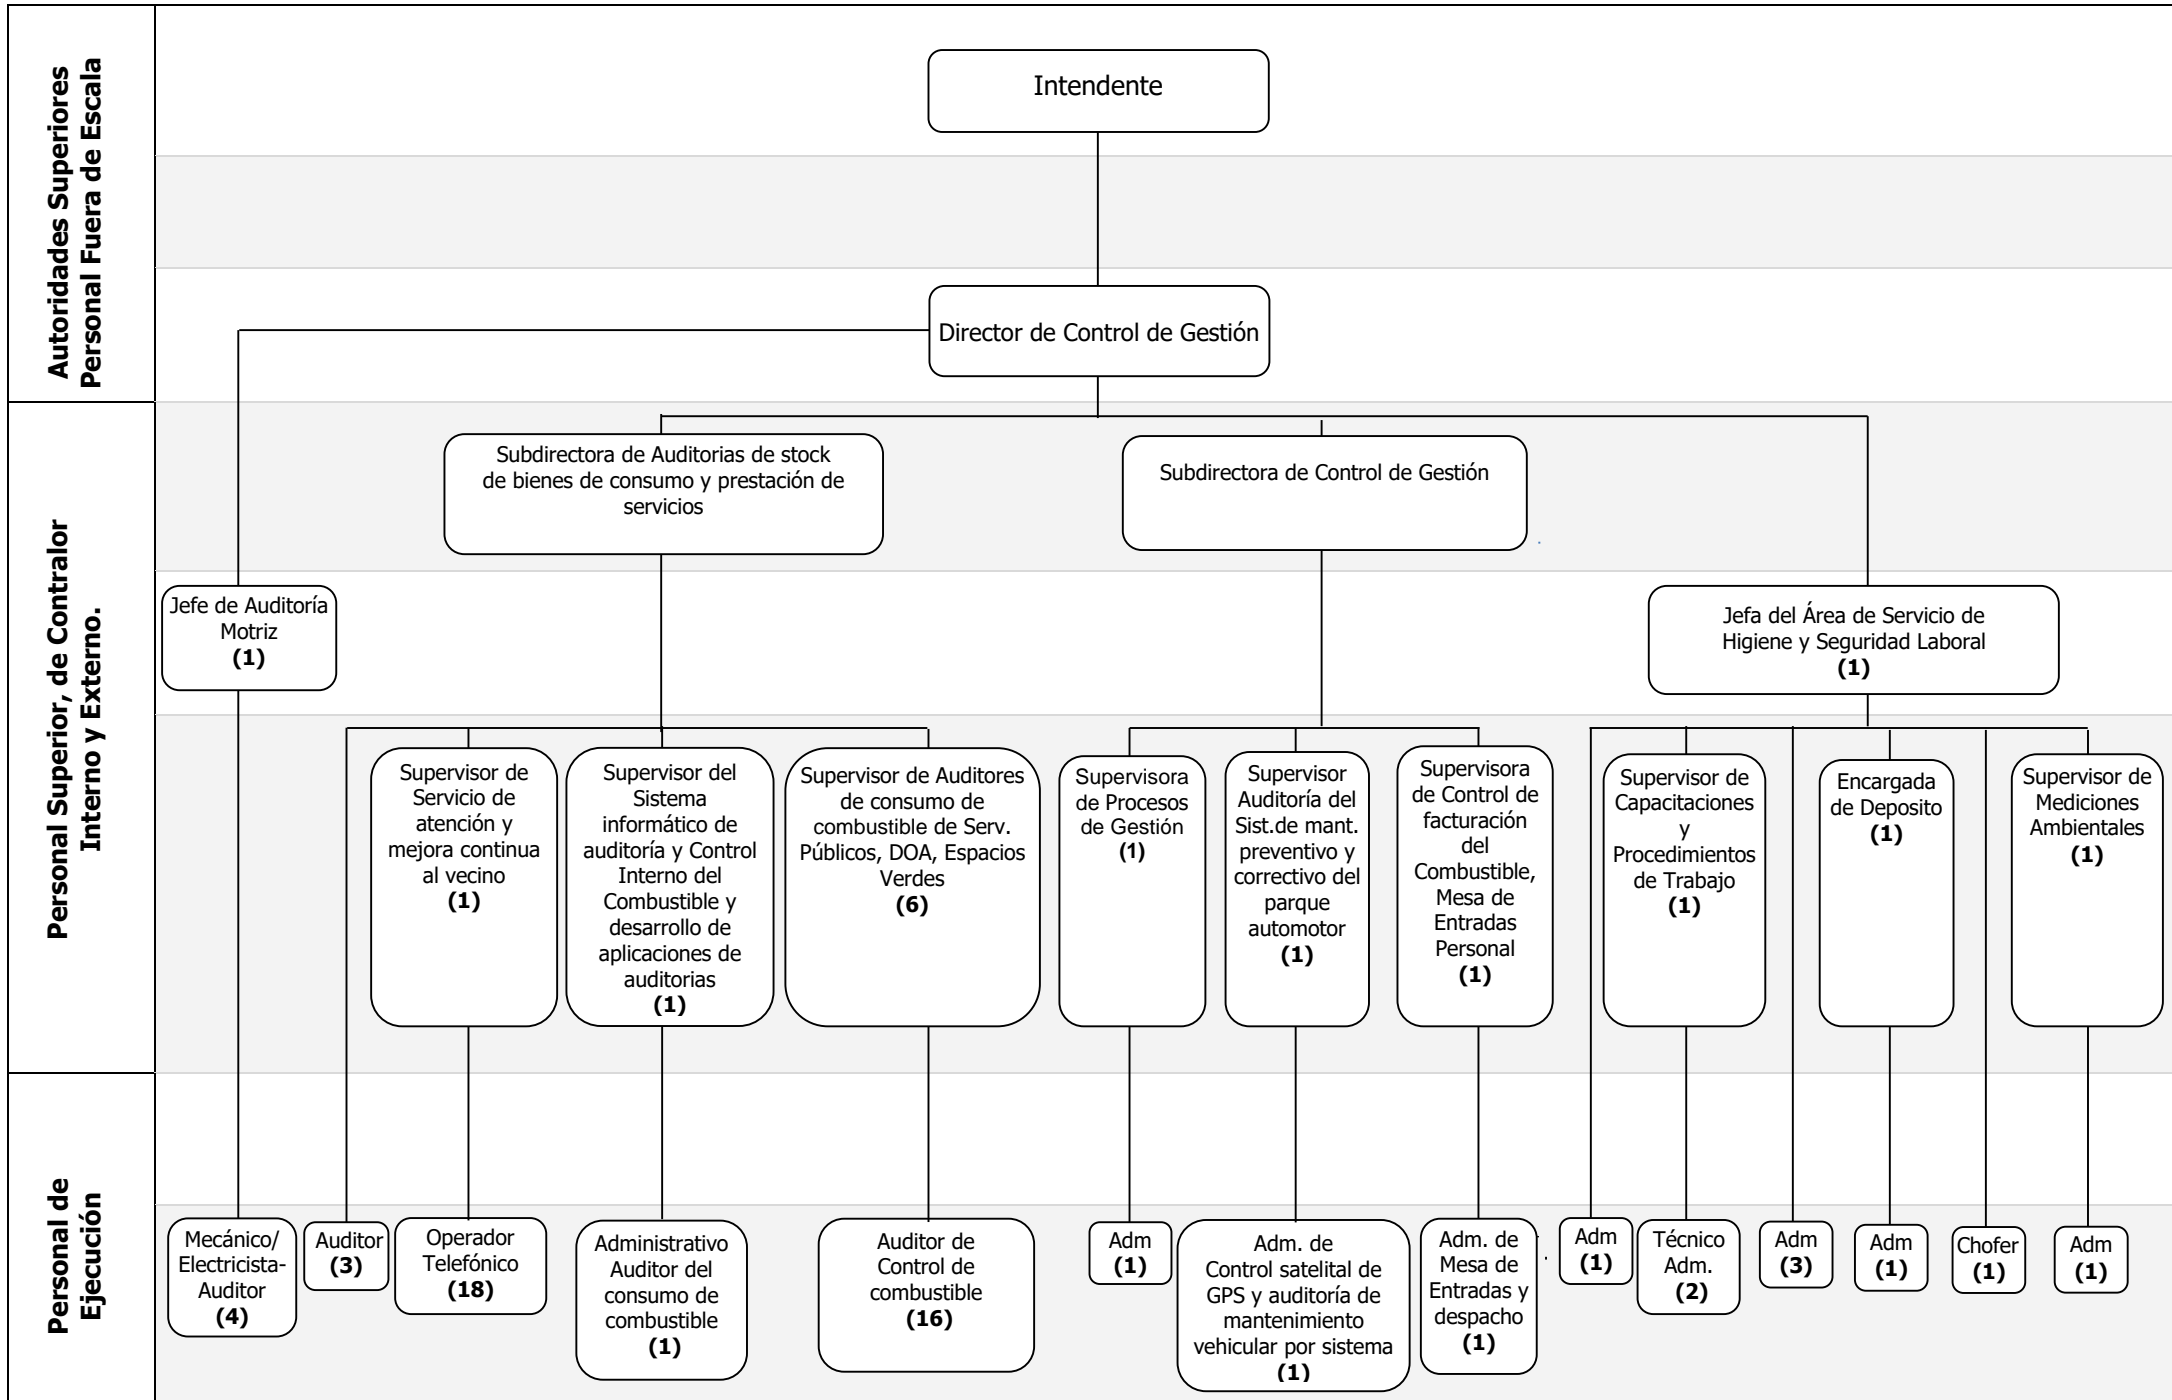 Autoridades Superiores
Personal Fuera de Escala
Intendente
Director de Control de Gestión
Personal Superior, de Contralor
Interno y Externo.
Subdirectora de Auditorias de stock
de bienes de consumo y prestación de
servicios
Subdirectora de Control de Gestión
Jefe de Auditoría
Motriz
(1)
Jefa del Área de Servicio de
Higiene y Seguridad Laboral
(1)
Supervisor de
Servicio de
atención y
mejora continua
al vecino
(1)
Supervisor del
Sistema
informático de
auditoría y Control
Interno del
Combustible y
desarrollo de
aplicaciones de
auditorias
(1)
Supervisor de Auditores
de consumo de
combustible de Serv.
Públicos, DOA, Espacios
Verdes
(6)
Supervisora
de Procesos
de Gestión
(1)
Supervisor
Auditoría del
Sist.de mant.
preventivo y
correctivo del
parque
automotor
(1)
Supervisora
de Control de
facturación
del
Combustible,
Mesa de
Entradas
Personal
(1)
Supervisor de
Capacitaciones
y
Procedimientos
de Trabajo
(1)
Encargada
de Deposito
(1)
Supervisor de
Mediciones
Ambientales
(1)
Personal de
Ejecución
Mecánico/
Electricista-
Auditor
(4)
Auditor
(3)
Operador
Telefónico
(18)
Administrativo
Auditor del
consumo de
combustible
(1)
Auditor de
Control de
combustible
(16)
Adm
(1)
Adm. de
Control satelital de
GPS y auditoría de
mantenimiento
vehicular por sistema
(1)
Adm. de
Mesa de
Entradas y
despacho
(1)
Adm
(1)
Técnico
Adm.
(2)
Adm
(3)
Adm
(1)
Chofer
(1)
Adm
(1)